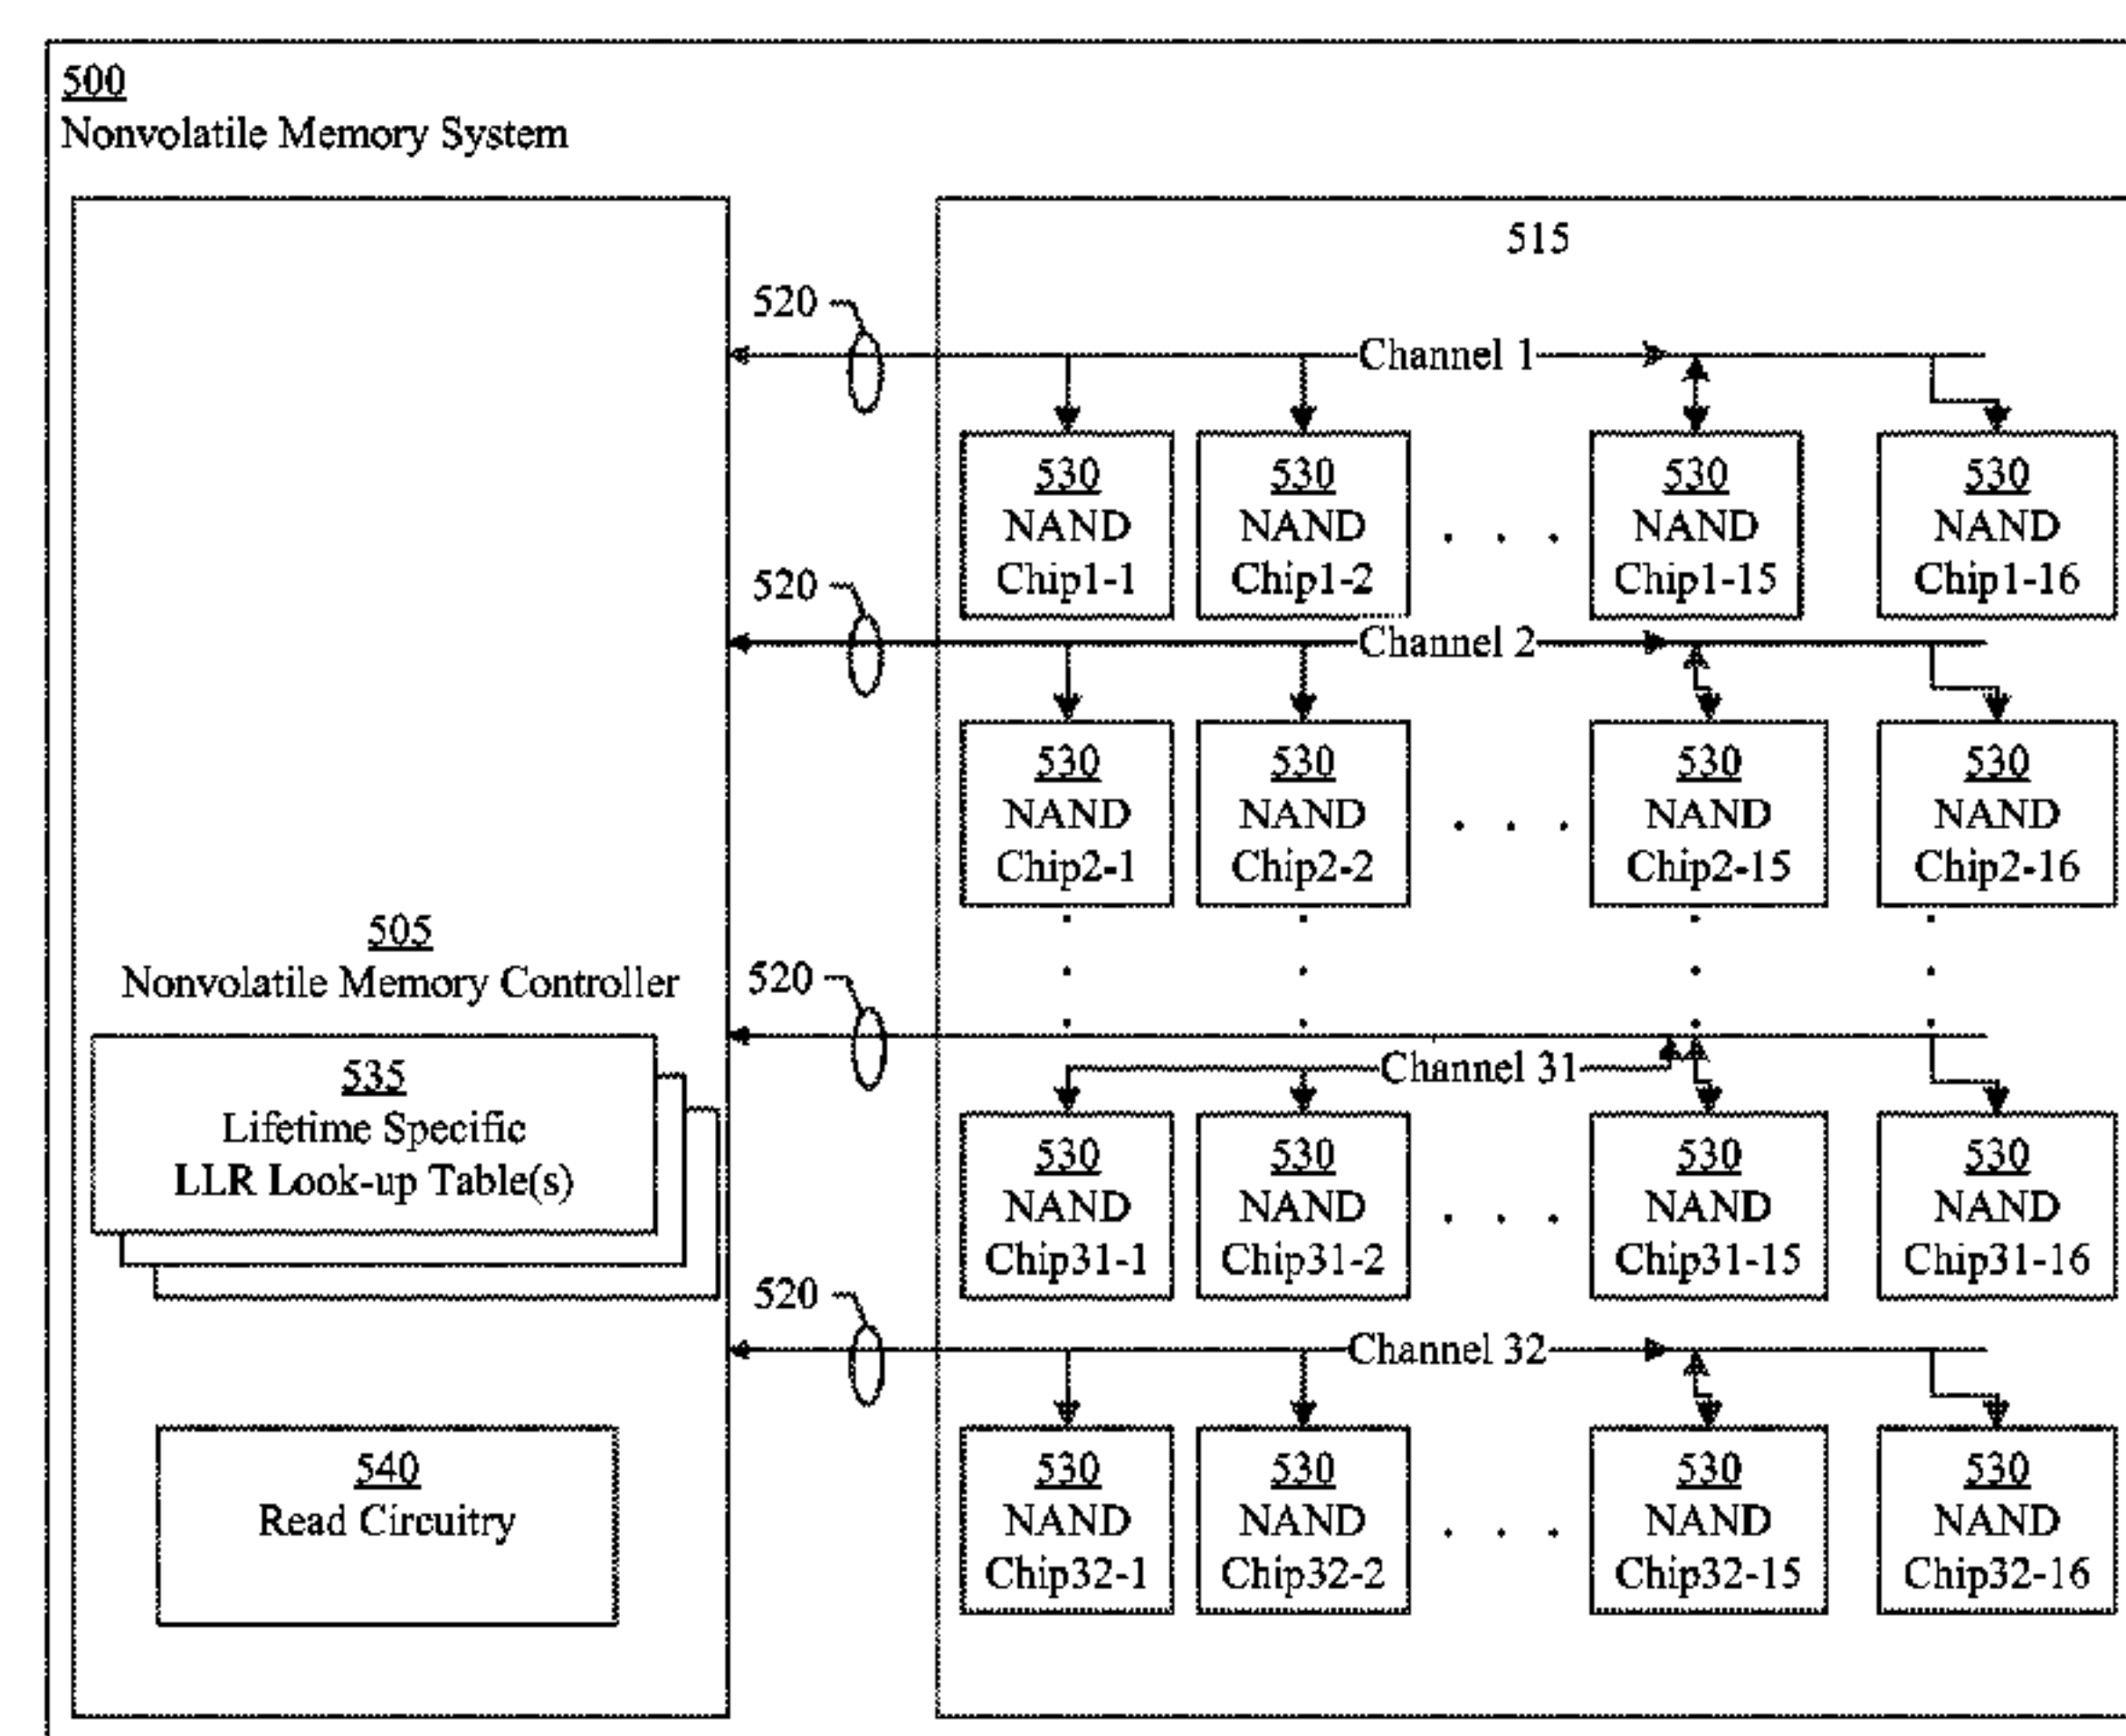 500
Nonvolatile Memory System
515
520
Channel 1
530 530 530 530
NAND NAND NAND NAND
Chip1-1 Chip1-2 . . . Chip1-15 Chip1-16
520
Channel 2
530 530 530 530
NAND NAND NAND NAND
Chip2-1 Chip2-2 . . . Chip2-15 Chip2-16
505
Nonvolatile Memory Controller
520
Channel 31
535
Lifetime Specific
LLR Look-up Table(s)
530 530 530 530
NAND NAND NAND NAND
Chip31-1 Chip31-2 . . . Chip31-15 Chip31-16
520
Channel 32
540
Read Circuitry
530 530 530 530
NAND NAND NAND NAND
Chip32-1 Chip32-2 . . . Chip32-15 Chip32-16